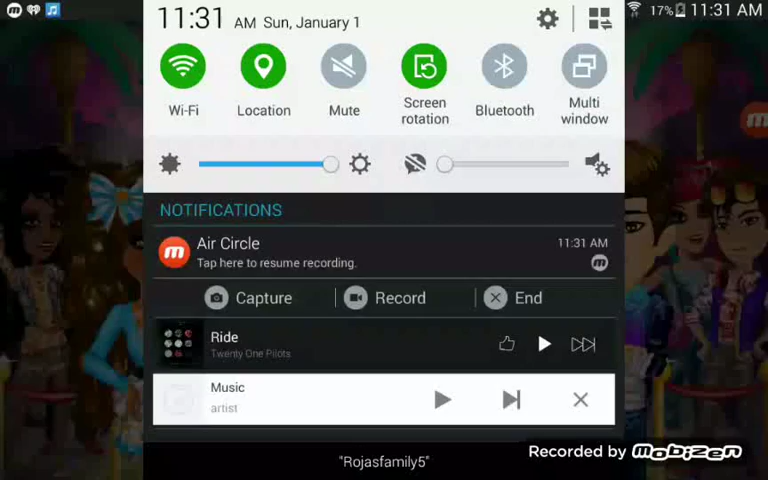 11:31 AM Sun, January 1
17% 11:31 AM
Wi-Fi
Location
Mute
Screen rotation
Bluetooth
Multi window
NOTIFICATIONS
Air Circle
11:31 AM
Tap here to resume recording.
Capture
Record
End
Ride
Twenty One Pilots
Music
artist
Recorded by mobizen
"Rojasfamily5"